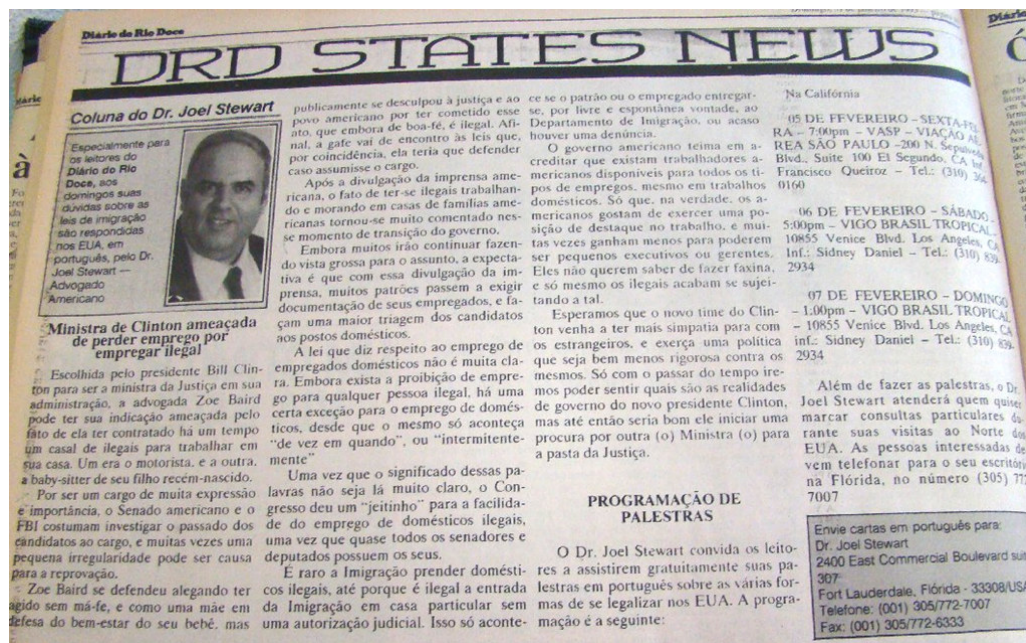 Diário do Rio Doce
DRD STATES NEWS
Coluna do Dr. Joel Stewart
Especialmente para
os leitores do
Diário do Rio
Doce, aos
domingos suas
dúvidas sobre as
leis de imigração
são respondidas
nos EUA, em
português, pelo Dr.
Joel Stewart —
Advogado
Americano
Ministra de Clinton ameaçada
de perder emprego por
empregar ilegal
Escolhida pelo presidente Bill Clin-
ton para ser a ministra da Justiça em sua
administração, a advogada Zoe Baird
pode ter sua indicação ameaçada pelo
fato de ela ter contratado há um tempo
um casal de ilegais para trabalhar em
sua casa. Um era o motorista, e a outra,
a baby-sitter de seu filho recém-nascido.
Por ser um cargo de muita expressão
e importância, o Senado americano e o
FBI costumam investigar o passado dos
candidatos ao cargo, e muitas vezes uma
pequena irregularidade pode ser causa
para a reprovação.
Zoe Baird se defendeu alegando ter
agido sem má-fé, e como uma mãe em
defesa do bem-estar do seu bebê, mas
publicamente se desculpou à justiça e ao
povo americano por ter cometido esse
ato, que embora de boa-fé, é ilegal. Afi-
nal, a gafe vai de encontro às leis que,
por coincidência, ela teria que defender
caso assumisse o cargo.
Após a divulgação da imprensa ame-
ricana, o fato de ter-se ilegais trabalhan-
do e morando em casas de famílias ame-
ricanas tornou-se muito comentado nes-
se momento de transição do governo.
Embora muitos irão continuar fazen-
do vista grossa para o assunto, a expecta-
tiva é que com essa divulgação da im-
prensa, muitos patrões passem a exigir
documentação de seus empregados, e fa-
çam uma maior triagem dos candidatos
aos postos domésticos.
A lei que diz respeito ao emprego de
empregados domésticos não é muita cla-
ra. Embora exista a proibição de empre-
go para qualquer pessoa ilegal, há uma
certa exceção para o emprego de domés-
ticos, desde que o mesmo só aconteça
"de vez em quando", ou "intermitente-
mente"
Uma vez que o significado dessas pa-
lavras não seja lá muito claro, o Con-
gresso deu um "jeitinho" para a facilida-
de do emprego de domésticos ilegais,
uma vez que quase todos os senadores e
deputados possuem os seus.
É raro a Imigração prender domésti-
cos ilegais, até porque é ilegal a entrada
da Imigração em casa particular sem
uma autorização judicial. Isso só aconte-
ce se o patrão ou o empregado entregar-
se, por livre e espontânea vontade, ao
Departamento de Imigração, ou acaso
houver uma denúncia.
O governo americano teima em a-
creditar que existam trabalhadores a-
mericanos disponíveis para todos os ti-
pos de empregos, mesmo em trabalhos
domésticos. Só que, na verdade, os a-
mericanos gostam de exercer uma po-
sição de destaque no trabalho, e mui-
tas vezes ganham menos para poderem
ser pequenos executivos ou gerentes.
Eles não querem saber de fazer faxina,
e só mesmo os ilegais acabam se sujei-
tando a tal.
Esperamos que o novo time do Clin-
ton venha a ter mais simpatia para com
os estrangeiros, e exerça uma política
que seja bem menos rigorosa contra os
mesmos. Só com o passar do tempo ire-
mos poder sentir quais são as realidades
de governo do novo presidente Clinton,
mas até então seria bom ele iniciar uma
procura por outra (o) Ministra (o) para
a pasta da Justiça.
PROGRAMAÇÃO DE
PALESTRAS
O Dr. Joel Stewart convida os leito-
res a assistirem gratuitamente suas pa-
lestras em português sobre as várias for-
mas de se legalizar nos EUA. A progra-
mação é a seguinte:
Na Califórnia
05 DE FEVEREIRO – SEXTA-FEI-
RA – 7:00pm – VASP – VIAÇÃO AÉ-
REA SÃO PAULO –200 N. Sepulveda
Blvd., Suite 100 El Segundo, CA Inf.
Francisco Queiroz – Tel.: (310) 364
0160
06 DE FEVEREIRO – SÁBADO –
5:00pm – VIGO BRASIL TROPICAL –
10855 Venice Blvd. Los Angeles, CA
Inf.: Sidney Daniel – Tel.: (310) 839-
2934
07 DE FEVEREIRO – DOMINGO
– 1:00pm – VIGO BRASIL TROPICAL
– 10855 Venice Blvd. Los Angeles, CA
inf.: Sidney Daniel – Tel.: (310) 839-
2934
Além de fazer as palestras, o Dr.
Joel Stewart atenderá quem quiser
marcar consultas particulares du-
rante suas visitas ao Norte dos
EUA. As pessoas interessadas de-
vem telefonar para o seu escritório
na Flórida, no número (305) 772
7007
Envie cartas em português para:
Dr. Joel Stewart
2400 East Commercial Boulevard
307
Fort Lauderdale, Flórida - 33308/USA
Telefone: (001) 305/772-7007
Fax: (001) 305/772-6333